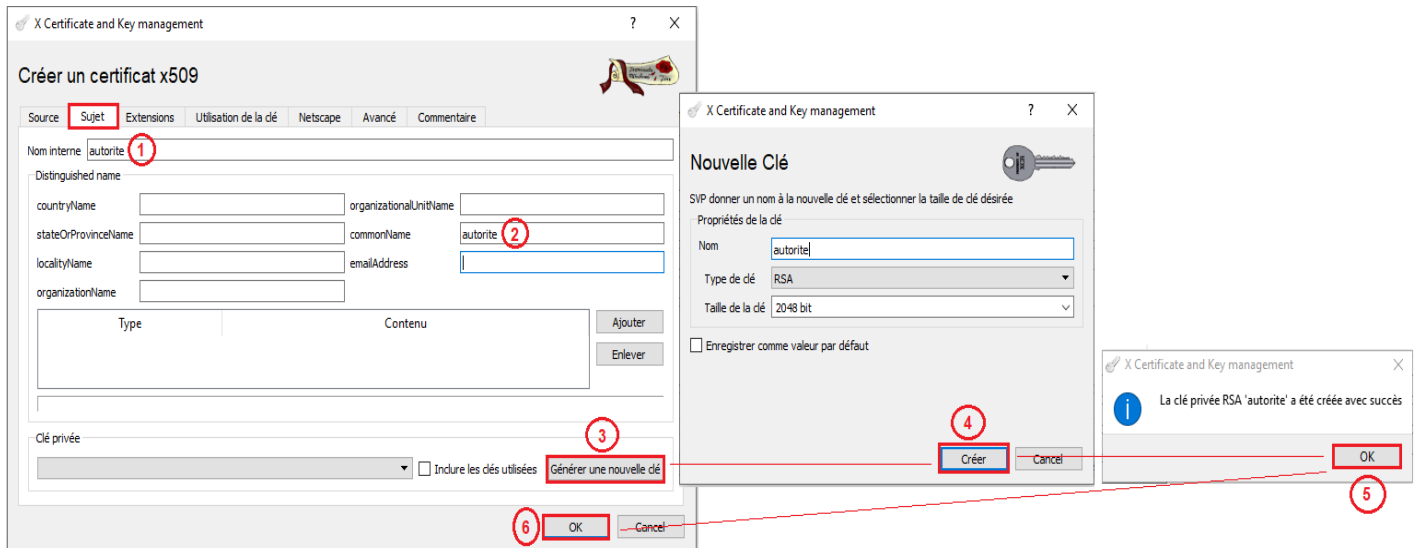 X Certificate and Key management ? X
Créer un certificat x509
Source Sujet Extensions Utilisation de la clé Netscape Avancé Commentaire
Nom interne autorite 1
Distinguished name
countryName organizationalUnitName
stateOrProvinceName commonName autorite 2
localityName emailAddress
organizationName
Type Contenu Ajouter
Enlever
Clé privée
3
Inclure les clés utilisées Générer une nouvelle clé
6 OK Cancel
X Certificate and Key management ? X
Nouvelle Clé
SVP donner un nom à la nouvelle clé et sélectionner la taille de clé désirée
Propriétés de la clé
Nom autorite
Type de clé RSA
Taille de la clé 2048 bit
Enregistrer comme valeur par défaut
4
Créer Cancel
X Certificate and Key management X
La clé privée RSA 'autorite' a été créée avec succès
OK
5